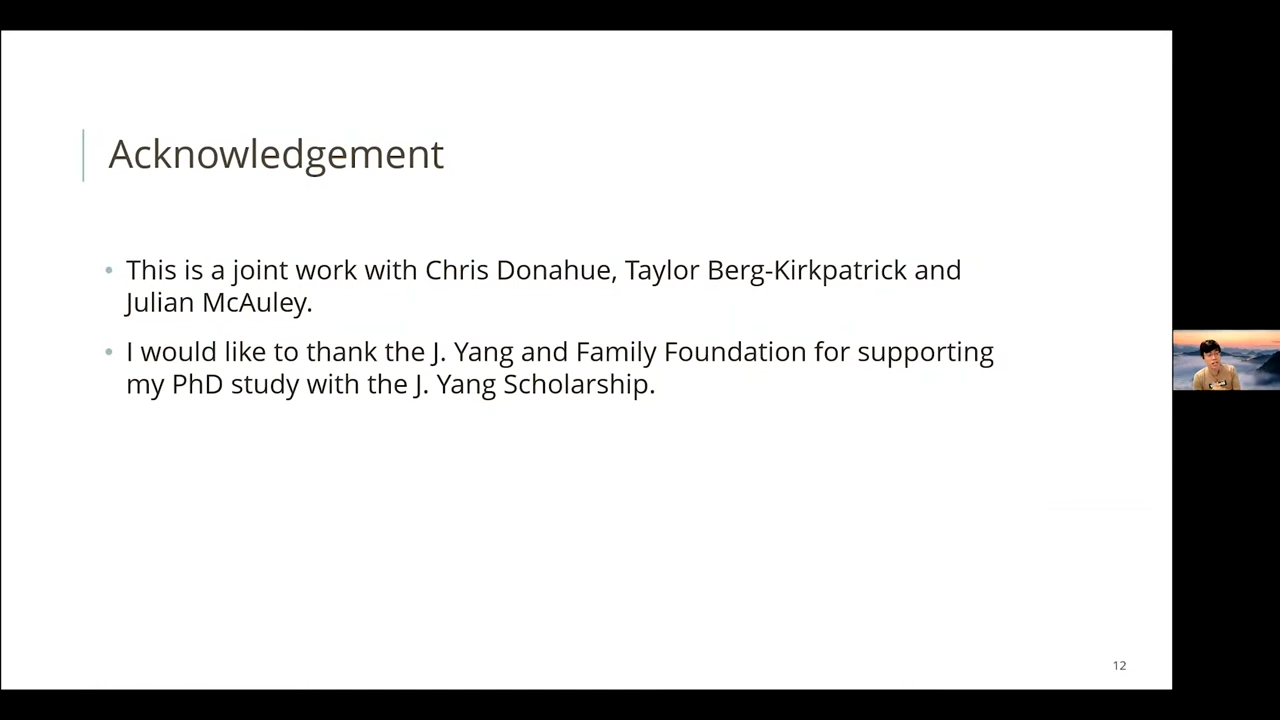 Acknowledgement
• This is a joint work with Chris Donahue, Taylor Berg-Kirkpatrick and
Julian McAuley.
• I would like to thank the J. Yang and Family Foundation for supporting
my PhD study with the J. Yang Scholarship.
12